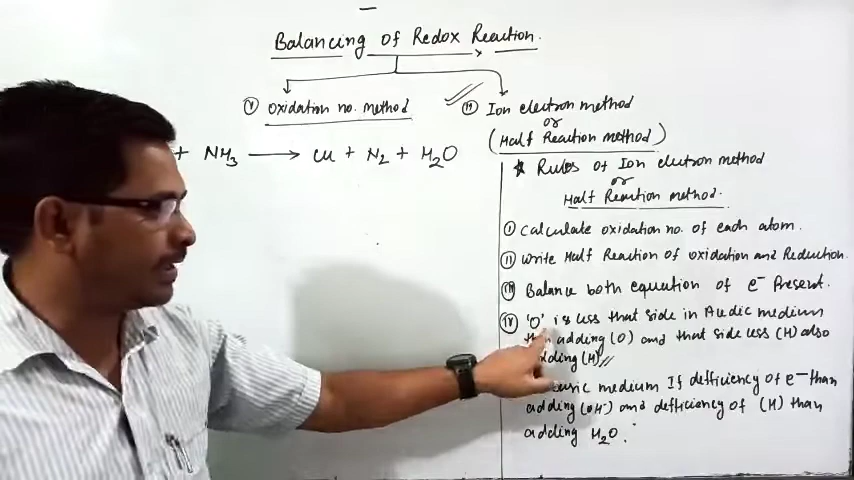 Balancing of Redox Reaction.
(I) Oxidation no. method
(II) Ion electron method
or
(Half Reaction method)
+ NH3 → Cu + N2 + H2O
* Rules of Ion electron method
or
Half Reaction method.
(I) Calculate oxidation no. of each atom.
(II) Write Half Reaction of oxidation and Reduction.
(III) Balance both equation of e- Present.
(IV) 'O' is less that side in Acidic medium
adding (O) and that side less (H) also
adding (H) //
medium If defficiency of e- than
adding (OH-) and defficiency of (H) than
adding H2O.